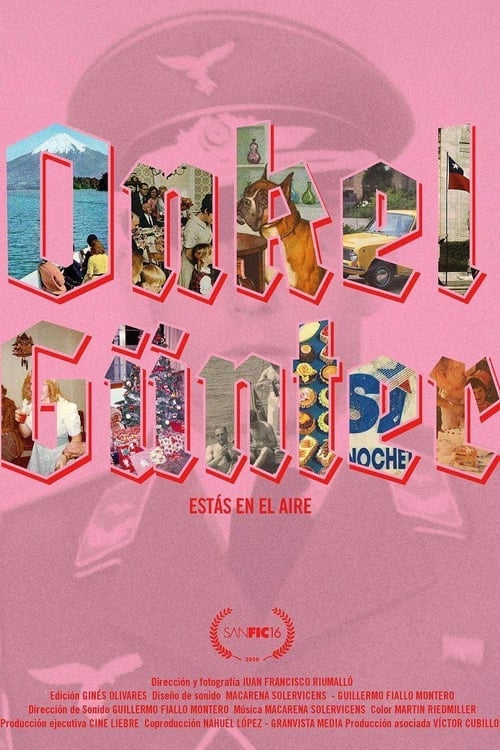 Onkel
Günter
S
NOCHE!
ESTÁS EN EL AIRE
SANFIC16
2020
Dirección y fotografía JUAN FRANCISCO RIUMALLÓ
Edición GINÉS OLIVARES Diseño de sonido MACARENA SOLERVICENS - GUILLERMO FIALLO MONTERO
Dirección de Sonido GUILLERMO FIALLO MONTERO Música MACARENA SOLERVICENS Color MARTIN RIEDMILLER
Producción ejecutiva CINE LIEBRE Coproducción NAHUEL LÓPEZ - GRANVISTA MEDIA Producción asociada VÍCTOR CUBILLO